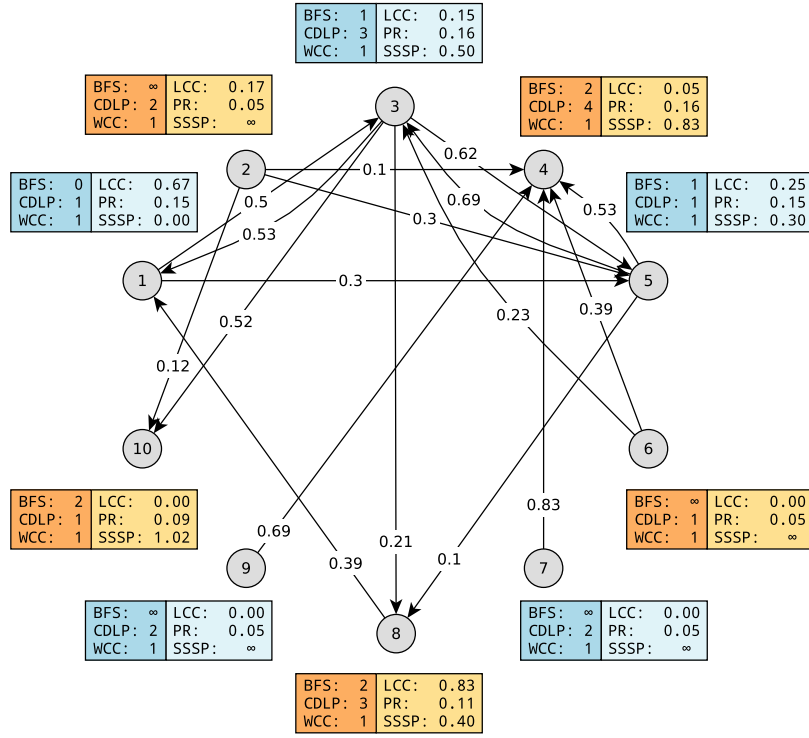 BFS: 1 LCC: 0.15
CDLP: 3 PR: 0.16
WCC: 1 SSSP: 0.50
BFS: ∞ LCC: 0.17
CDLP: 2 PR: 0.05
WCC: 1 SSSP: ∞
BFS: 2 LCC: 0.05
CDLP: 4 PR: 0.16
WCC: 1 SSSP: 0.83
3
0.62
2
0.1
4
BFS: 0 LCC: 0.67
CDLP: 1 PR: 0.15
WCC: 1 SSSP: 0.00
0.5
0.69
0.53
0.3
0.53
BFS: 1 LCC: 0.25
CDLP: 1 PR: 0.15
WCC: 1 SSSP: 0.30
1
0.3
5
0.52
0.23
0.39
0.12
10
6
BFS: 2 LCC: 0.00
CDLP: 1 PR: 0.09
WCC: 1 SSSP: 1.02
0.69
0.21
0.83
BFS: ∞ LCC: 0.00
CDLP: 1 PR: 0.05
WCC: 1 SSSP: ∞
9
0.39
0.1
7
BFS: ∞ LCC: 0.00
CDLP: 2 PR: 0.05
WCC: 1 SSSP: ∞
8
BFS: ∞ LCC: 0.00
CDLP: 2 PR: 0.05
WCC: 1 SSSP: ∞
BFS: 2 LCC: 0.83
CDLP: 3 PR: 0.11
WCC: 1 SSSP: 0.40